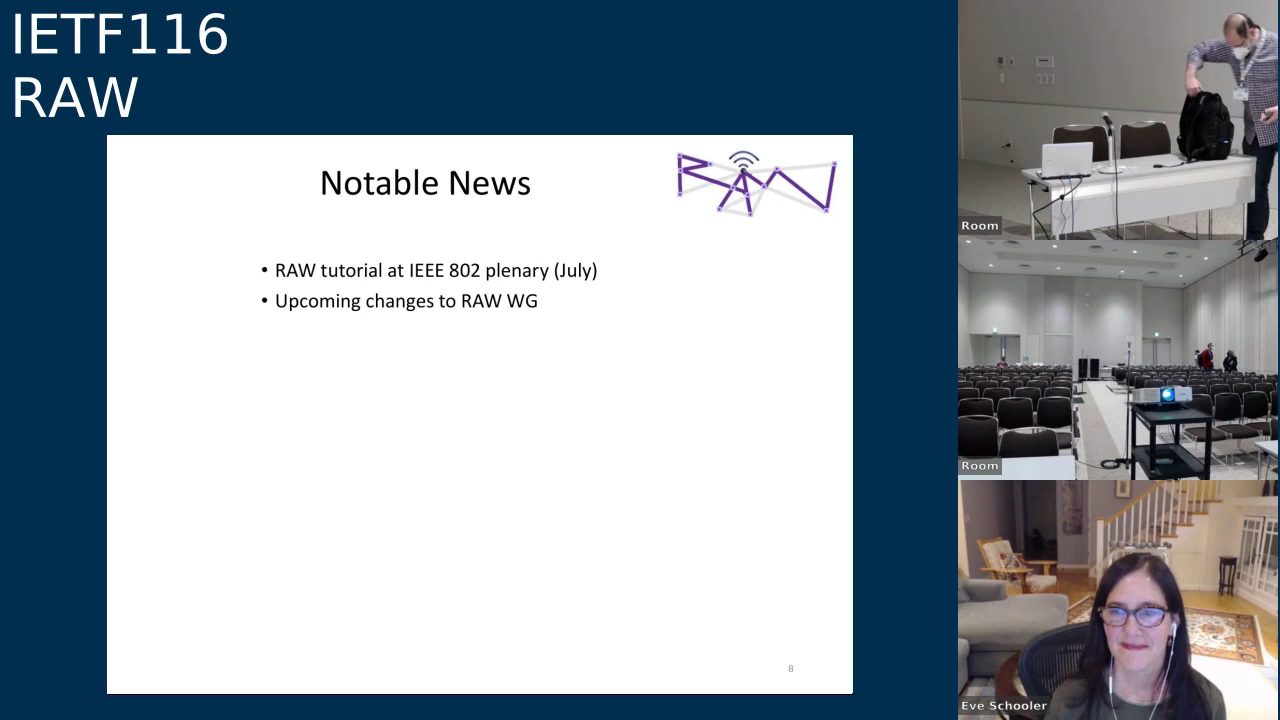 IETF116
RAW
Notable News
RAW
• RAW tutorial at IEEE 802 plenary (July)
• Upcoming changes to RAW WG
8
Room
Room
Eve Schooler